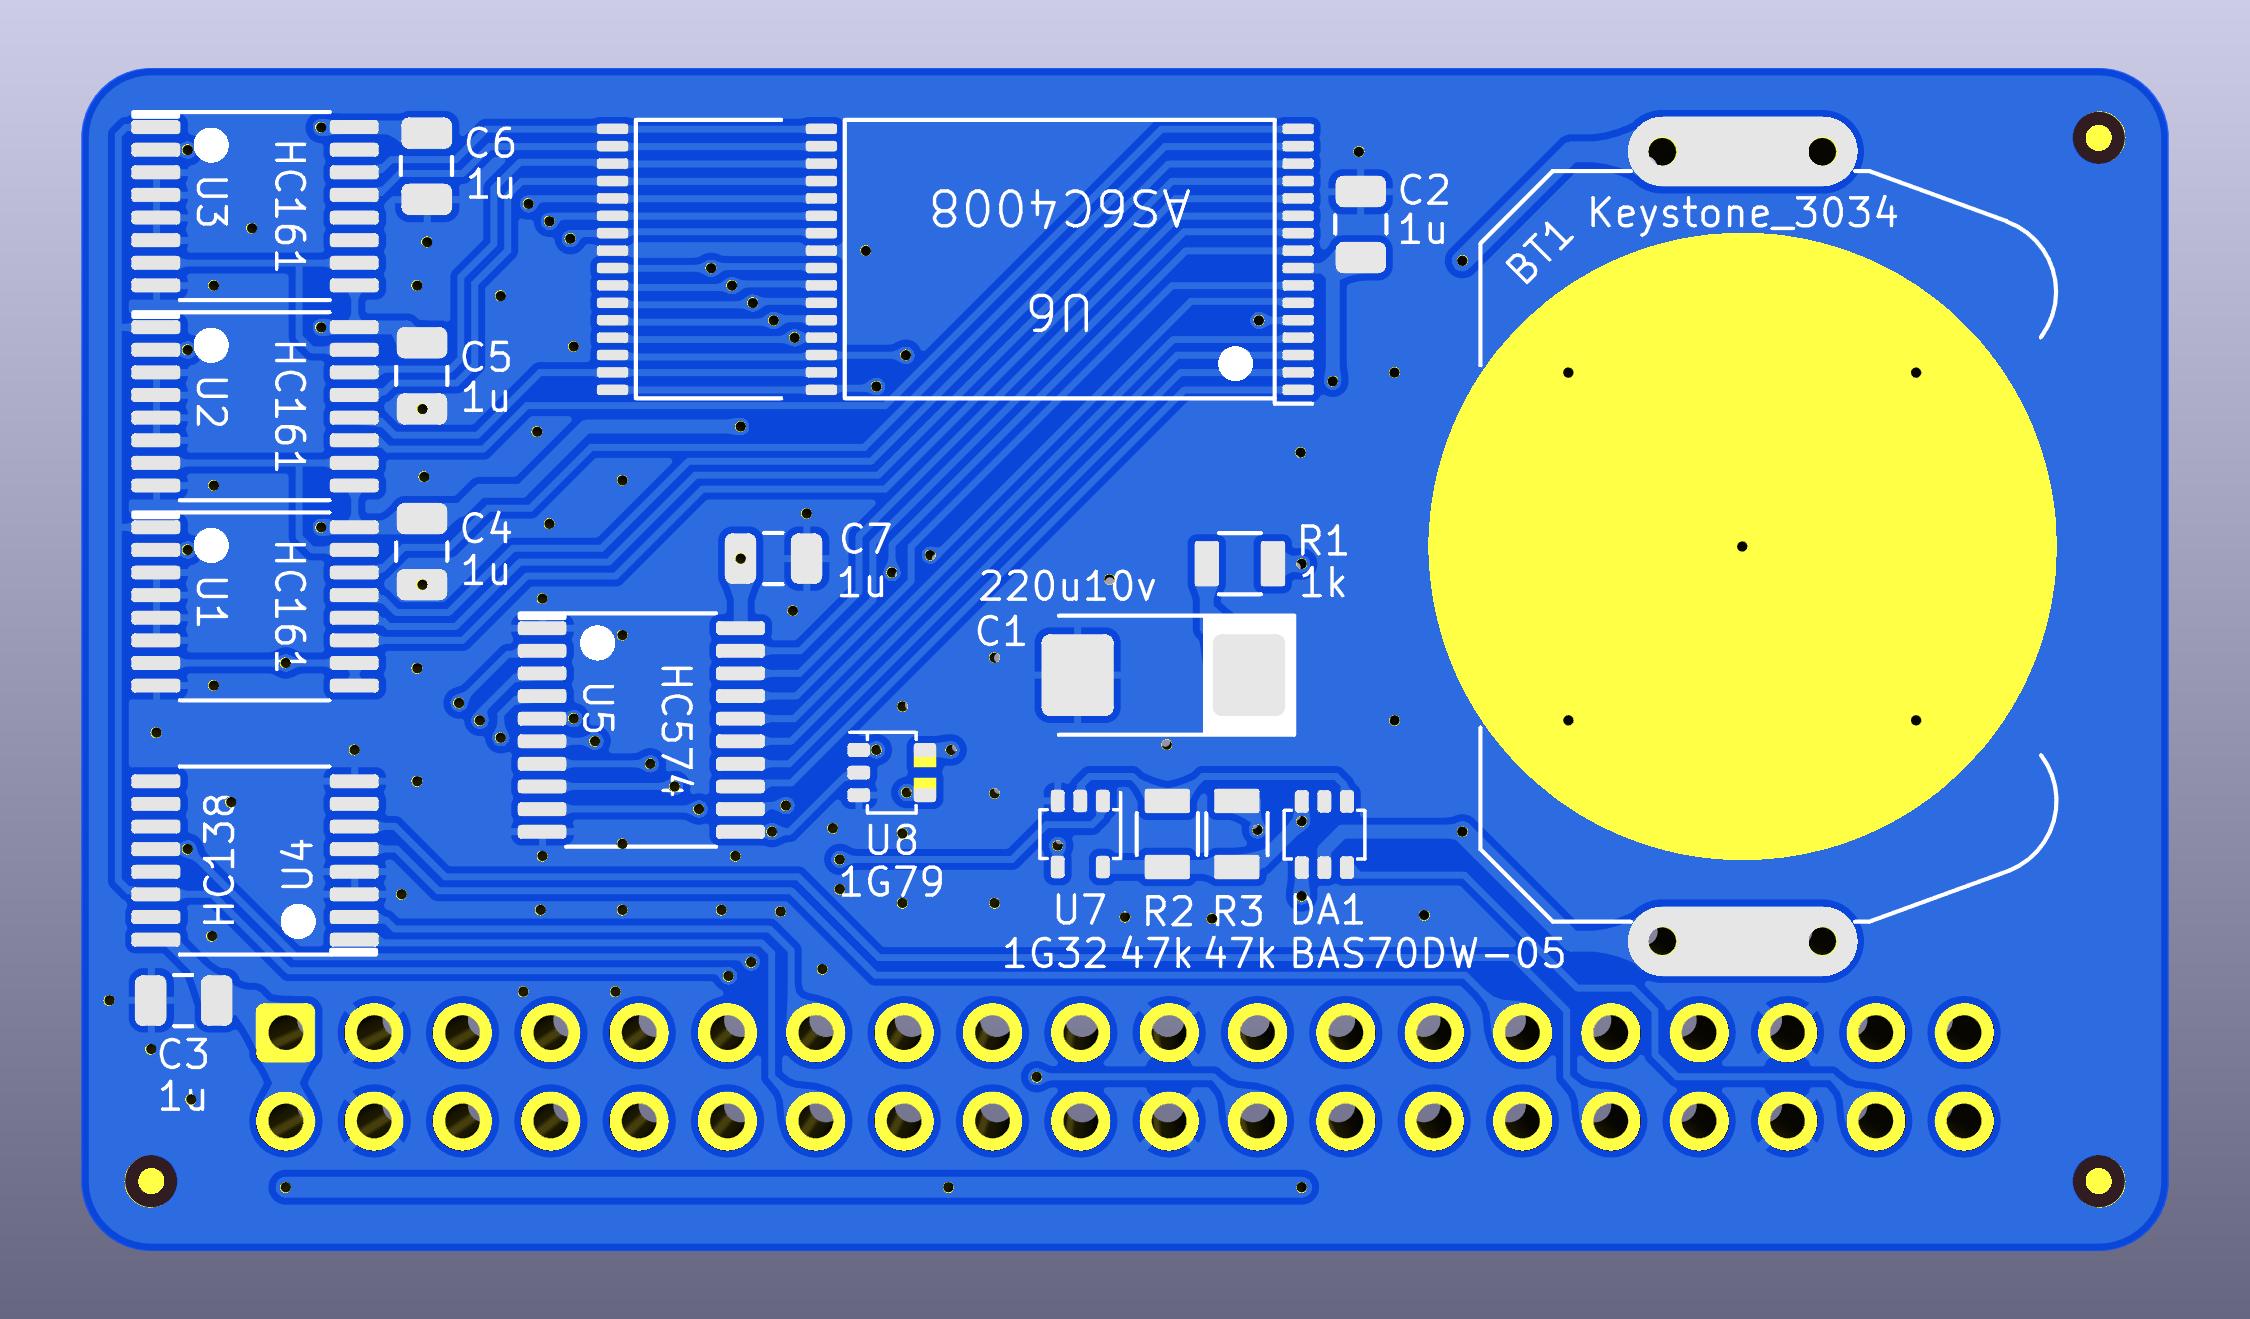 U3
HC161
C6
1u
AS6C4008
U6
C2
1u
Keystone_3034
BT1
U2
HC161
C5
1u
U1
HC161
C4
1u
C7
1u
R1
1k
220u10v
C1
U5
HC574
U8
1G79
HC138
U4
U7
1G32
R2
47k
R3
47k
DA1
BAS70DW-05
C3
1u